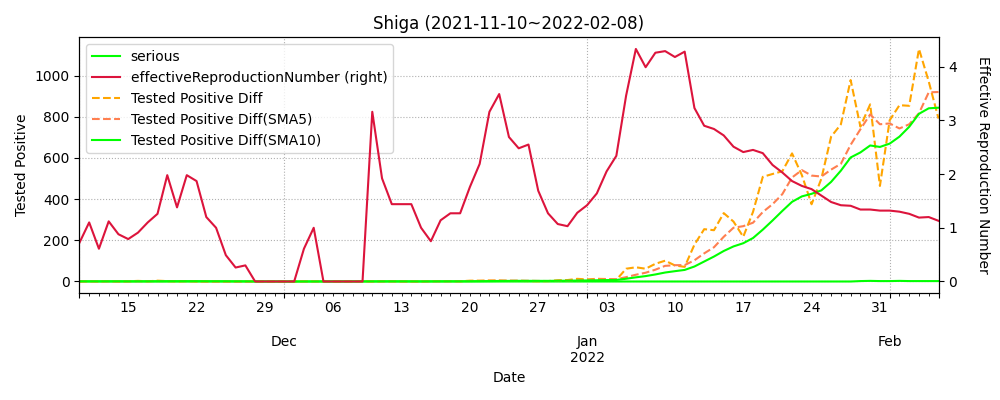 Shiga (2021-11-10~2022-02-08)
serious
effectiveReproductionNumber (right)
Tested Positive Diff
Tested Positive Diff(SMA5)
Tested Positive Diff(SMA10)
Tested Positive
1000
800
600
400
200
0
4
3
2
1
0
Effective Reproduction Number
15 22 29 06 13 20 27 03 10 17 24 31
Dec Jan Feb
2022
Date